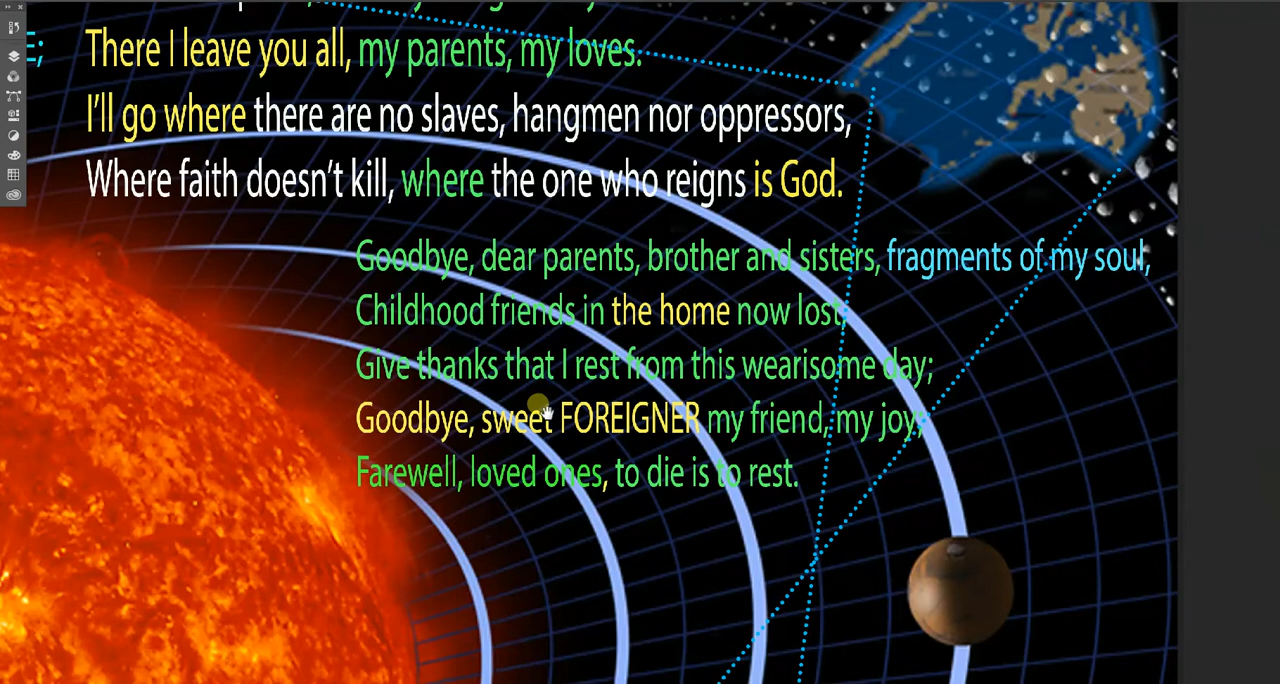 E;
There I leave you all, my parents, my loves.
I'll go where there are no slaves, hangmen nor oppressors,
Where faith doesn't kill, where the one who reigns is God.
Goodbye, dear parents, brother and sisters, fragments of my soul,
Childhood friends in the home now lost,
Give thanks that I rest from this wearisome day;
Goodbye, sweet FOREIGNER my friend, my joy;
Farewell, loved ones, to die is to rest.